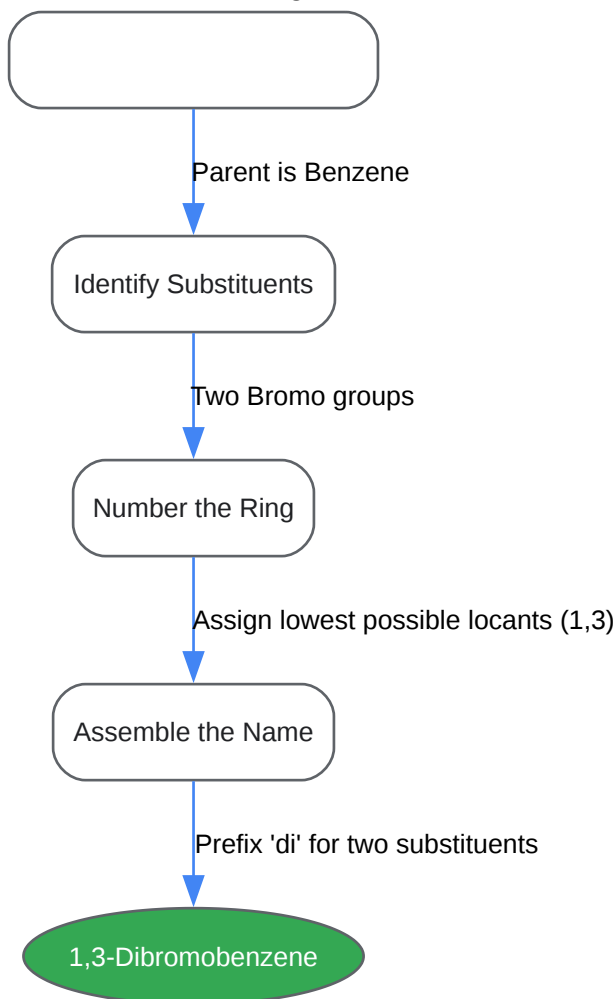 Parent is Benzene
Identify Substituents
Two Bromo groups
Number the Ring
Assign lowest possible locants (1,3)
Assemble the Name
Prefix 'di' for two substituents
1,3-Dibromobenzene